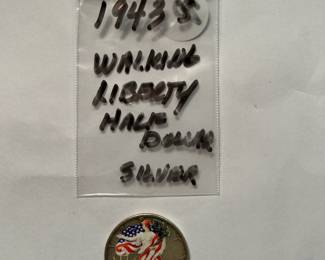 1943 S.
WALKING
LIBERTY
HALF
DOLLAR
SILVER